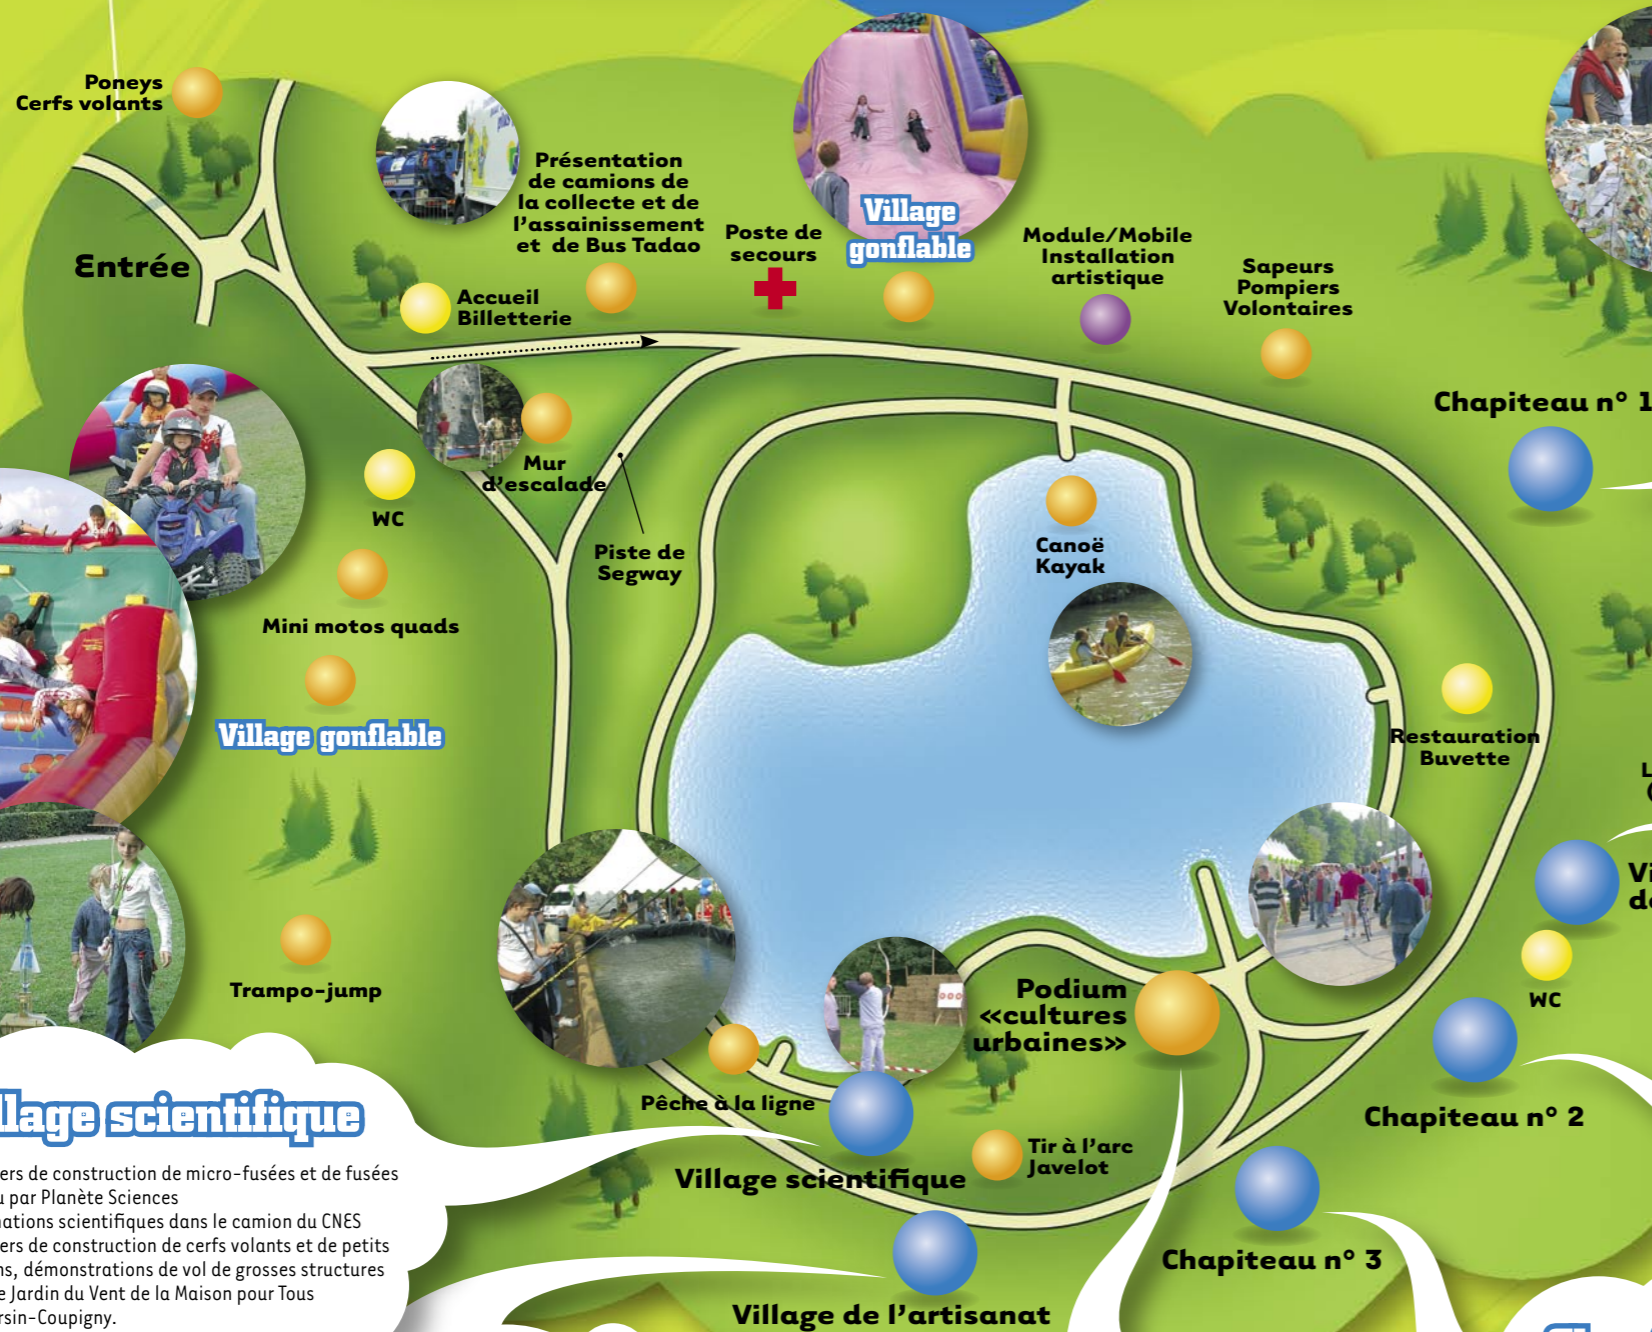 Poneys
Cerfs volants
Présentation
de camions de
la collecte et de
l'assainissement
et de Bus Tadao
Poste de
secours
Village
gonflable
Module/Mobile
Installation
artistique
Sapeurs
Pompiers
Volontaires
Entrée
Accueil
Billetterie
Chapiteau n° 1
Mur
d'escalade
WC
Piste de
Segway
Canoë
Kayak
Mini motos quads
Village gonflable
Restauration
Buvette
Trampo-jump
WC
Podium
«cultures
urbaines»
Pêche à la ligne
Chapiteau n° 2
Tir à l'arc
Javelot
Village scientifique
Chapiteau n° 3
Village de l'artisanat
llage scientifique
ers de construction de micro-fusées et de fusées
u par Planète Sciences
nations scientifiques dans le camion du CNES
ers de construction de cerfs volants et de petits
ns, démonstrations de vol de grosses structures
e Jardin du Vent de la Maison pour Tous
rsin-Coupigny.